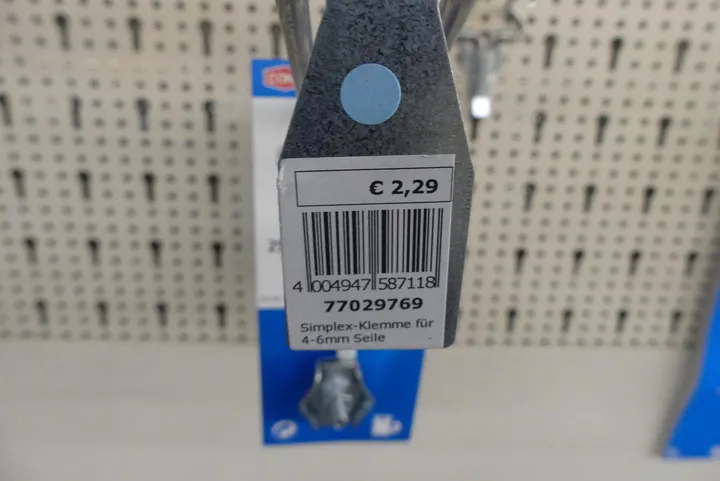 € 2,29
4 004947 587118
77029769
Simplex-Klemme für
4-6mm Seile